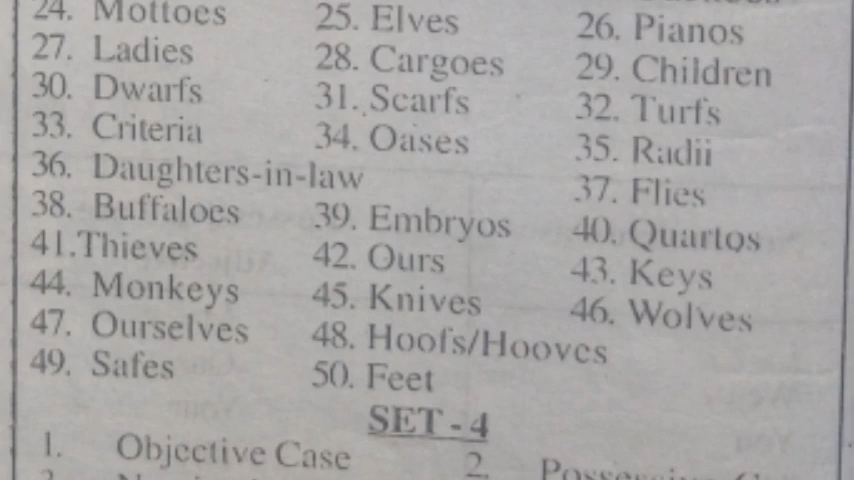 24. Mottoes 25. Elves 26. Pianos
27. Ladies 28. Cargoes 29. Children
30. Dwarfs 31. Scarfs 32. Turfs
33. Criteria 34. Oases 35. Radii
36. Daughters-in-law 37. Flies
38. Buffaloes 39. Embryos 40. Quartos
41.Thieves 42. Ours 43. Keys
44. Monkeys 45. Knives 46. Wolves
47. Ourselves 48. Hoofs/Hooves
49. Safes 50. Feet
SET - 4
1. Objective Case 2.